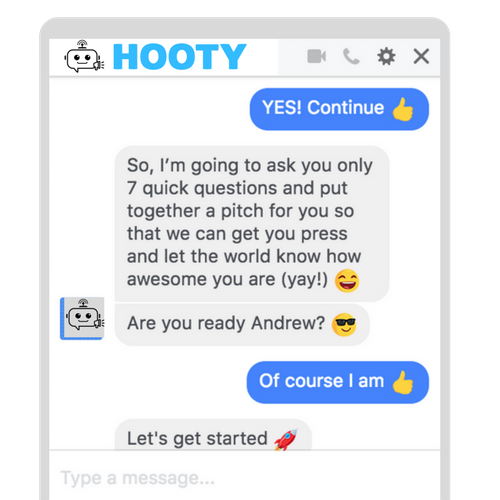 HOOTY
YES! Continue 👍
So, I’m going to ask you only
7 quick questions and put
together a pitch for you so
that we can get you press
and let the world know how
awesome you are (yay!) 😄
Are you ready Andrew? 😎
Of course I am 👍
Let's get started 🚀
Type a message...